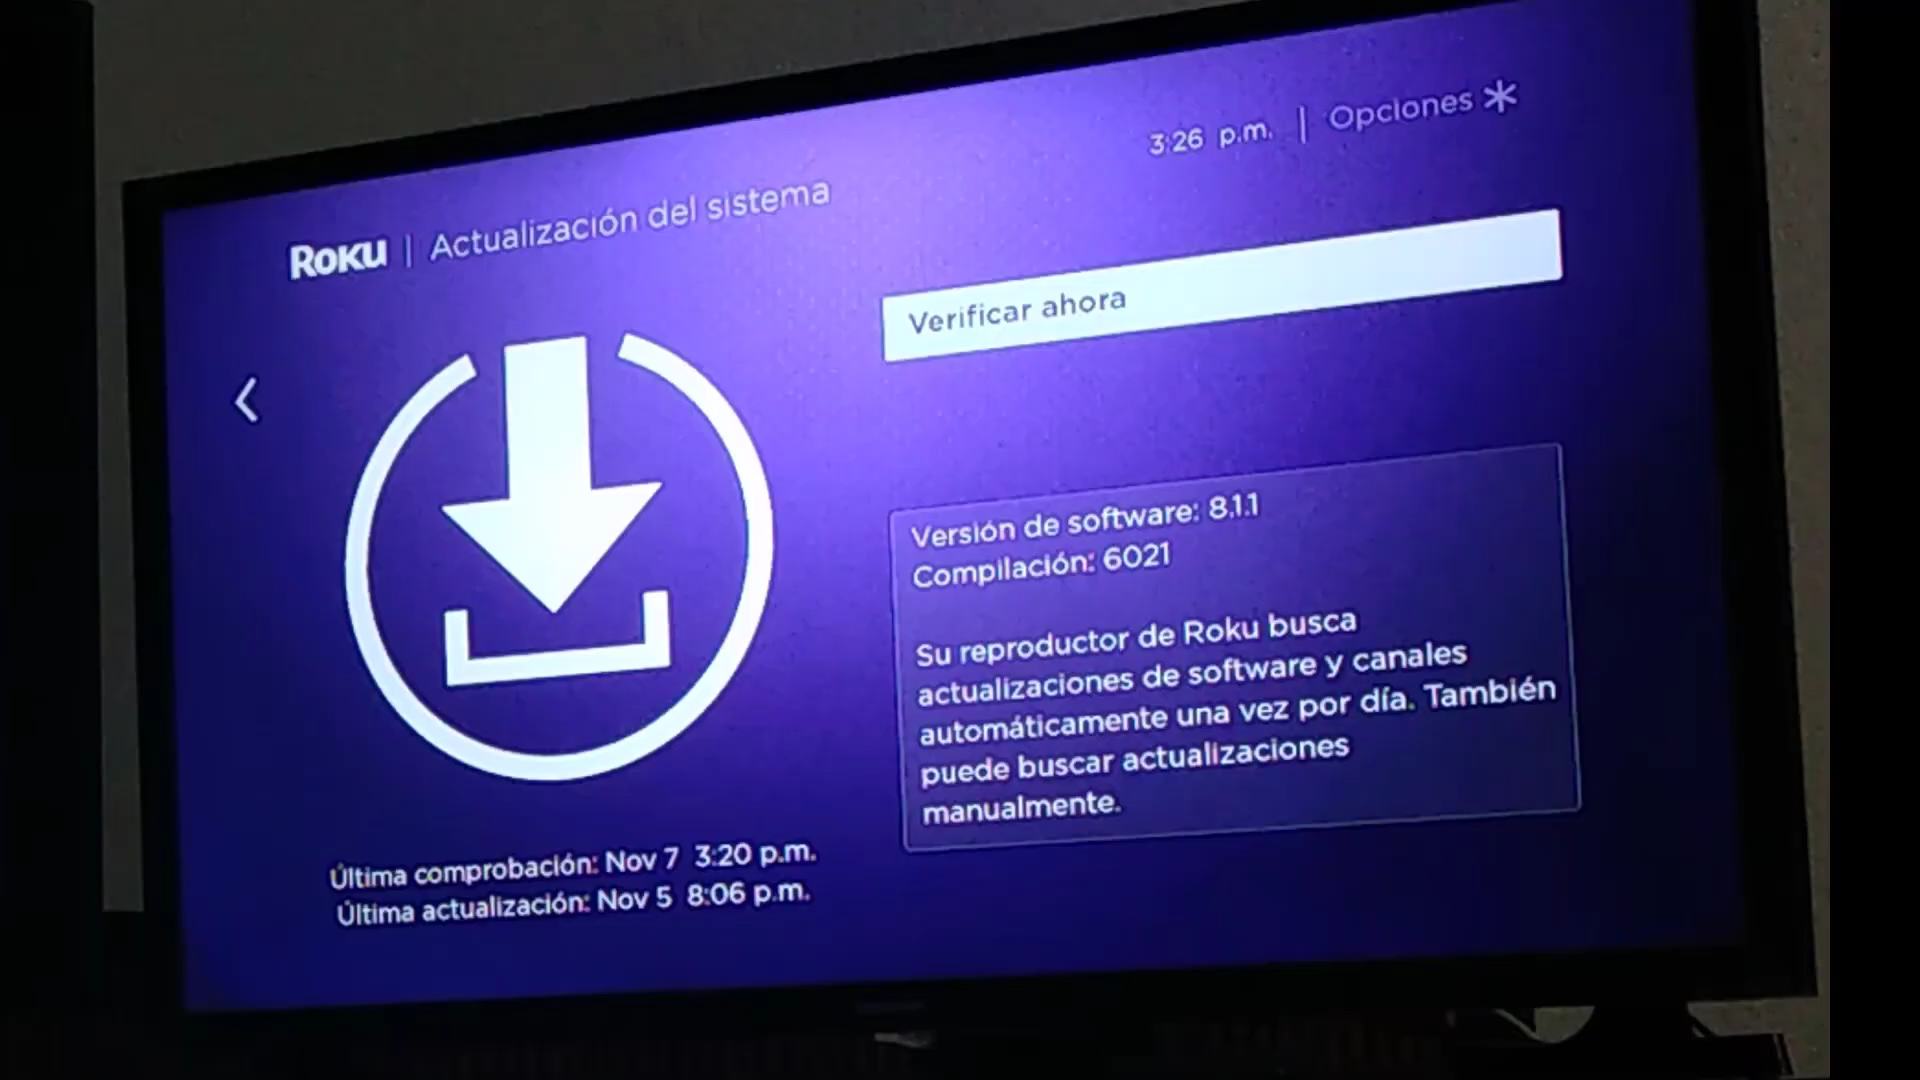 3:26 p.m. | Opciones
Roku | Actualización del sistema
Verificar ahora
Versión de software: 8.1.1
Compilación: 6021
Su reproductor de Roku busca
actualizaciones de software y canales
automáticamente una vez por día. También
puede buscar actualizaciones
manualmente.
Última comprobación: Nov 7 3:20 p.m.
Última actualización: Nov 5 8:06 p.m.